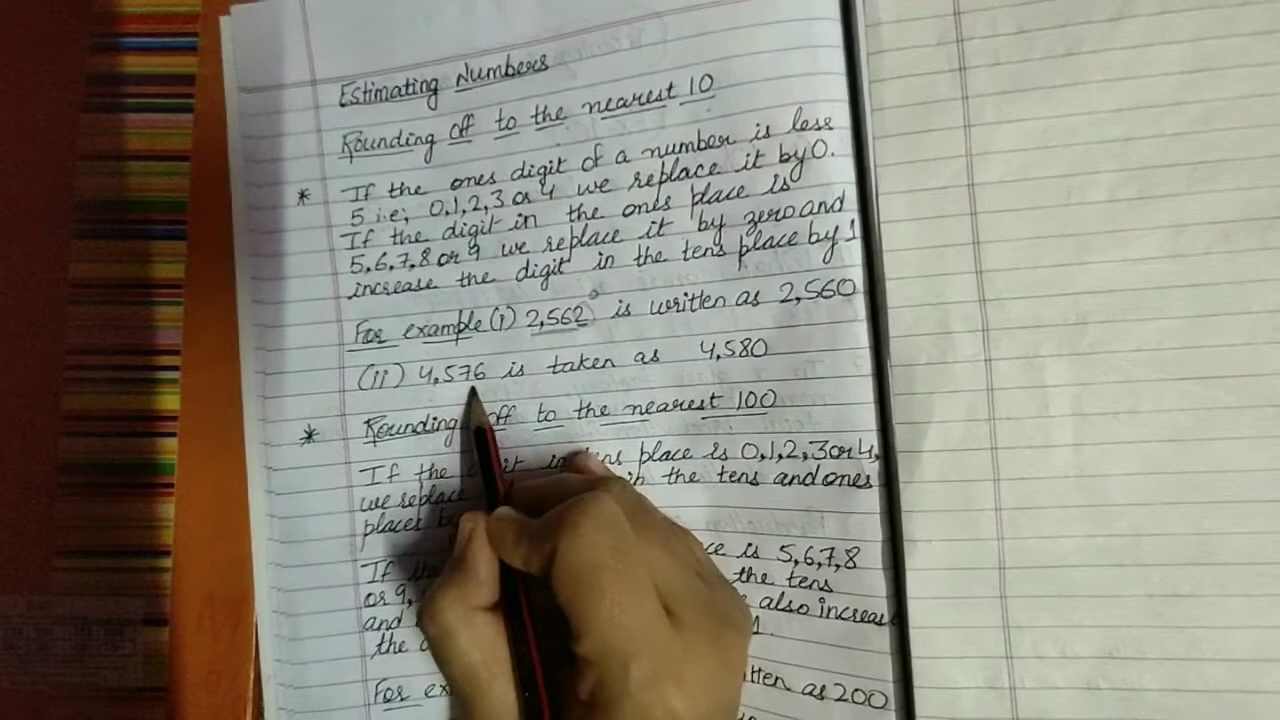 Estimating Numbers
Rounding off to the nearest 10
* If the ones digit of a number is less
5 i.e; 0,1,2,3 or 4 we replace it by 0.
If the digit in the ones place is
5,6,7,8 or 9 we replace it by zero and
increase the digit in the tens place by 1
For example (i) 2,562° is written as 2,560
(ii) 4,576 is taken as 4,580
* Rounding off to the nearest 100
If the in tens place is 0,1,2,3 or 4,
we replace in the tens and ones
places
If 5,6,7,8
or 9, the tens
and also increase
the 1.
For as 200